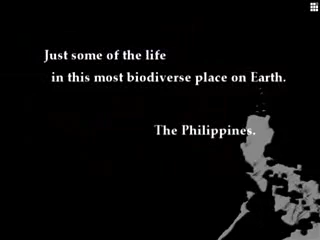 Just some of the life
in this most biodiverse place on Earth.
The Philippines.